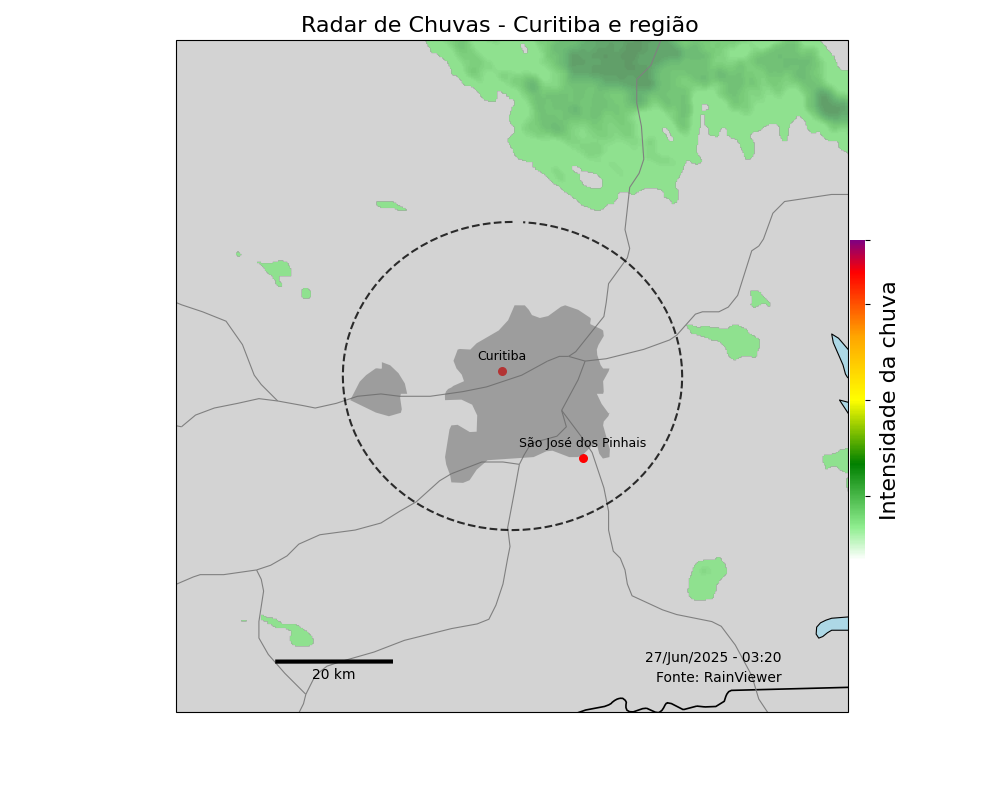 Radar de Chuvas - Curitiba e região
Curitiba
São José dos Pinhais
Intensidade da chuva
27/Jun/2025 - 03:20
20 km
Fonte: RainViewer